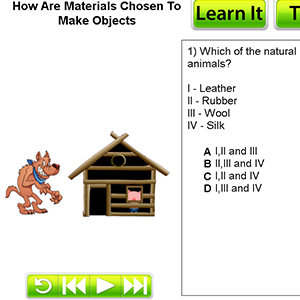 How Are Materials Chosen To
Make Objects
Learn It
1) Which of the natural
animals?
I - Leather
II - Rubber
III - Wool
IV - Silk
A I,II and III
B II,III and IV
C I,II and IV
D I,III and IV